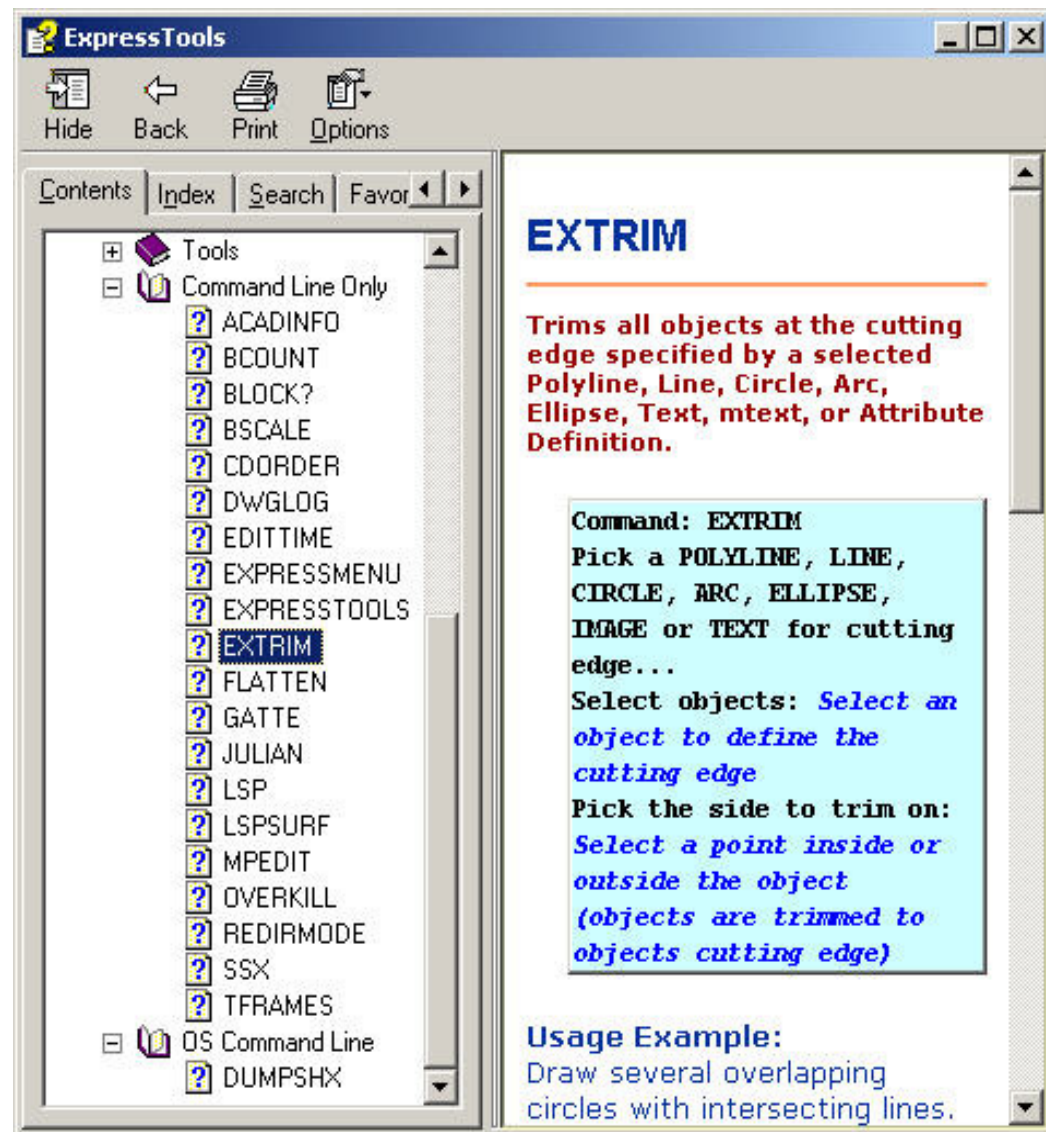 ExpressTools
Hide Back Print Options
Contents Index Search Favor
Tools
Command Line Only
ACADINFO
BCOUNT
BLOCK?
BSCALE
CDORDER
DWGLOG
EDITTIME
EXPRESSMENU
EXPRESSTOOLS
EXTRIM
FLATTEN
GATTE
JULIAN
LSP
LSPSURF
MPEDIT
OVERKILL
REDIRMODE
SSX
TFRAMES
OS Command Line
DUMPSHX
EXTRIM
Trims all objects at the cutting
edge specified by a selected
Polyline, Line, Circle, Arc,
Ellipse, Text, mtext, or Attribute
Definition.
Command: EXTRIM
Pick a POLYLINE, LINE,
CIRCLE, ARC, ELLIPSE,
IMAGE or TEXT for cutting
edge...
Select objects: Select an
object to define the
cutting edge
Pick the side to trim on:
Select a point inside or
outside the object
(objects are trimmed to
objects cutting edge)
Usage Example:
Draw several overlapping
circles with intersecting lines.